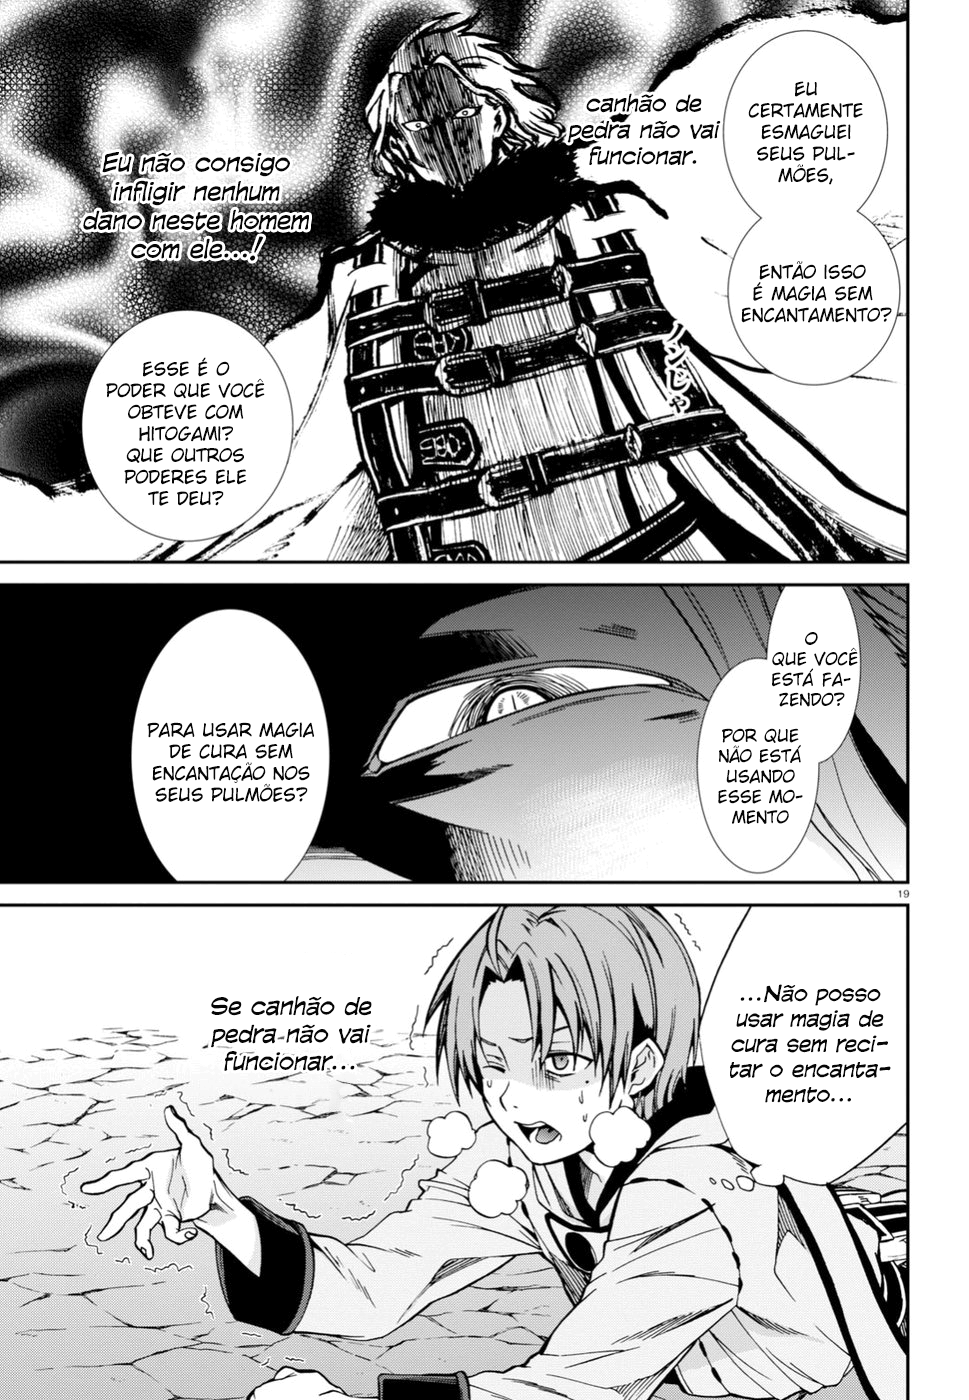 EU
CERTAMENTE
ESMAGUEI
SEUS PUL-
MÕES,
ENTÃO ISSO
É MAGIA SEM
ENCANTAMENTO?
canhão de
pedra não vai
funcionar.
Eu não consigo
infligir nenhum
dano neste homem
com ele...!
ノンじゃ
ESSE É O
PODER QUE VOCÊ
OBTEVE COM
HITOGAMI?
QUE OUTROS
PODERES ELE
TE DEU?
O
QUE VOCÊ
ESTÁ FA-
ZENDO?
POR QUE
NÃO ESTÁ
USANDO
ESSE MO-
MENTO
PARA USAR MAGIA
DE CURA SEM
ENCANTAÇÃO NOS
SEUS PULMÕES?
19
...Não posso
usar magia de
cura sem reci-
tar o encanta-
mento...
Se canhão de
pedra não vai
funcionar...